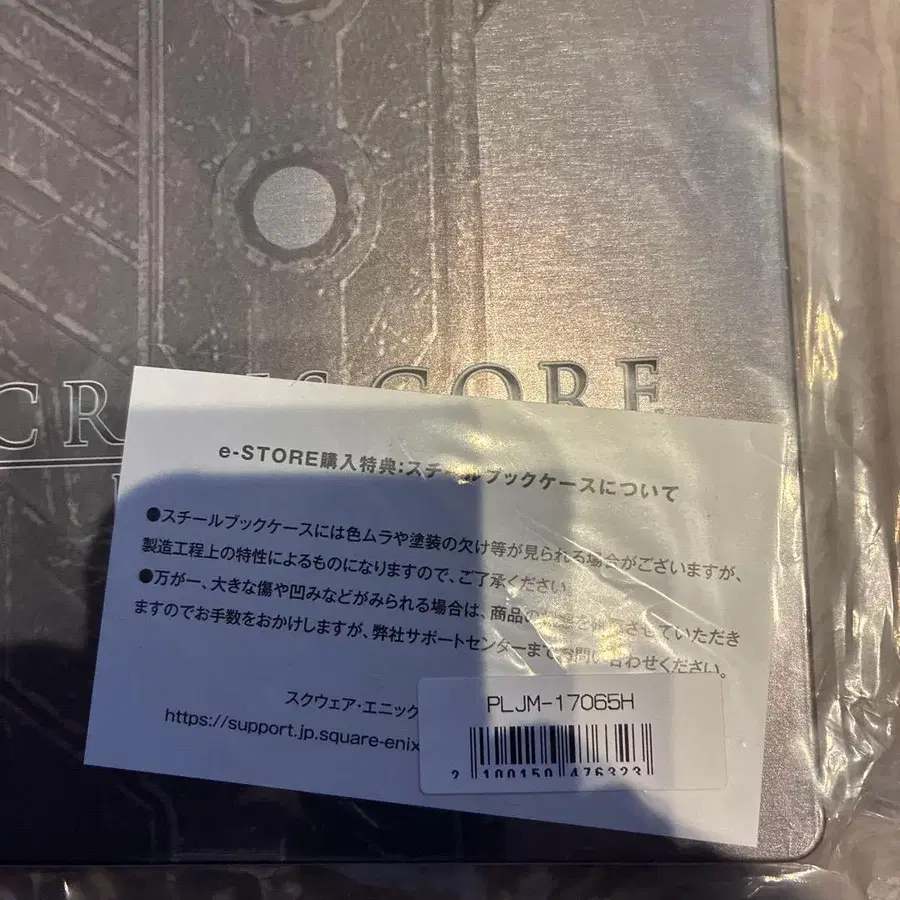 CR SCORE
e-STORE購入特典:スチールブックケースについて
●スチールブックケースには色ムラや塗装の欠け等が見られる場合がございますが、
製造工程上の特性によるものになりますので、ご了承ください。
●万が一、大きな傷や凹みなどがみられる場合は、商品の させていただき
ますのでお手数をおかけしますが、弊社サポートセンターまでお問い合わせください。
スクウェア・エニック
https://support.jp.square-enix
PLJM-17065H
2 100150 476323